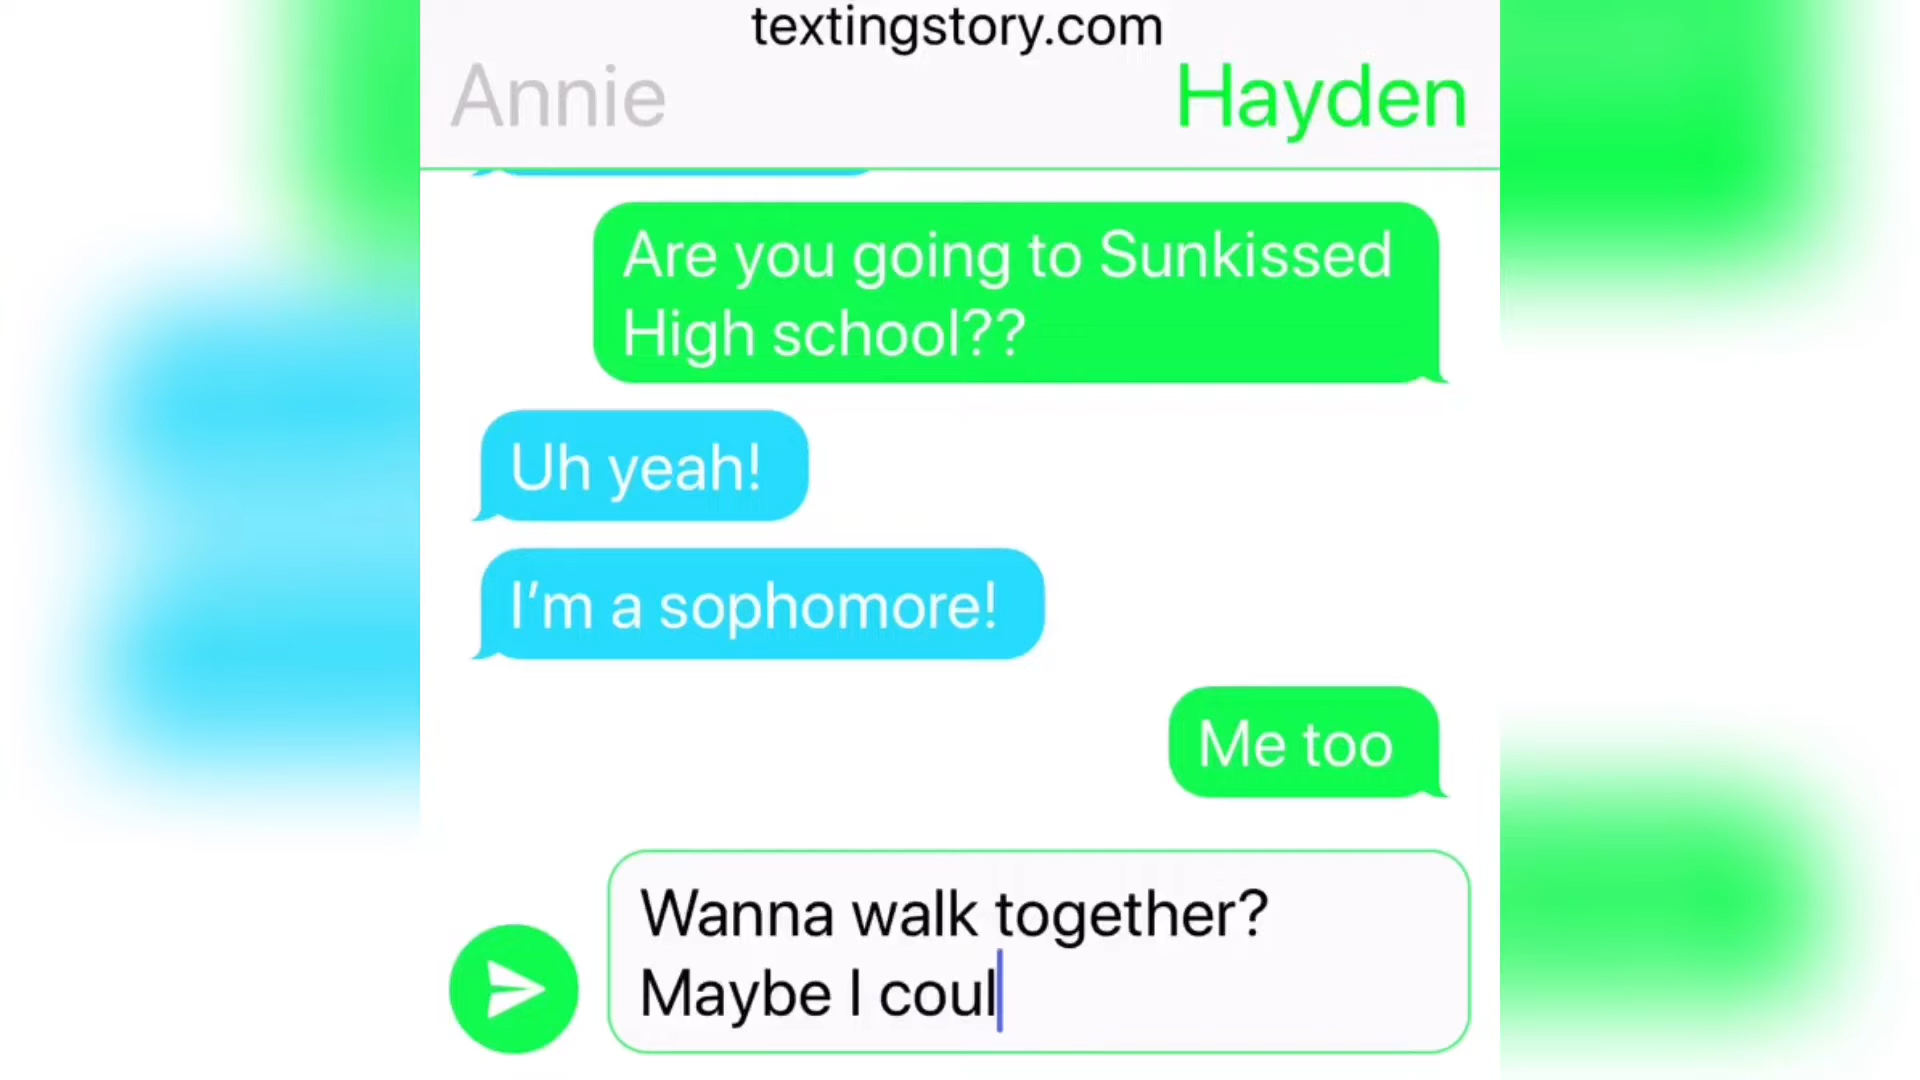 textingstory.com
Annie
Hayden
Are you going to Sunkissed
High school??
Uh yeah!
I'm a sophomore!
Me too
Wanna walk together?
Maybe I coul